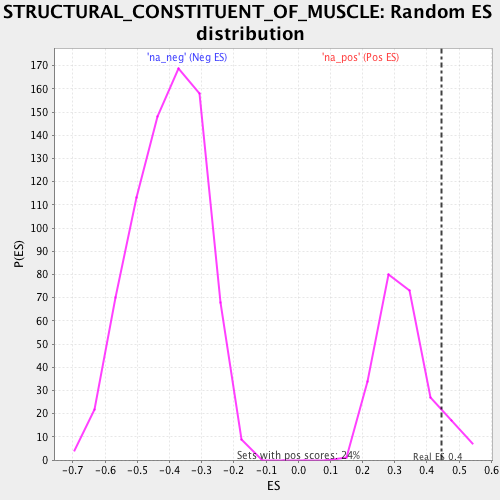 STRUCTURAL_CONSTITUENT_OF_MUSCLE: Random ES
distribution
'na_neg' (Neg ES)
'na_pos' (Pos ES)
170
160
150
140
130
120
110
100
90
80
70
60
50
40
30
20
10
0
P(ES)
Sets with pos scores: 24%
Real ES 0.4
-0.7 -0.6 -0.5 -0.4 -0.3 -0.2 -0.1 0.0 0.1 0.2 0.3 0.4 0.5 0.6
ES